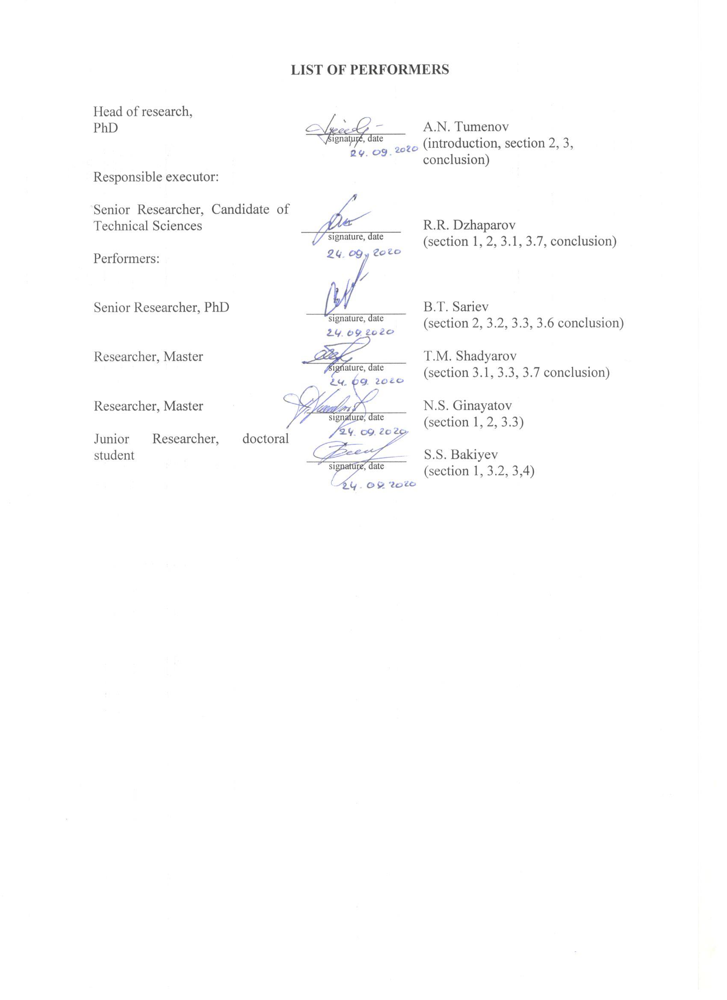 LIST OF PERFORMERS
Head of research,
PhD
A.N. Tumenov
signature, date
(introduction, section 2, 3,
24.09.2020
conclusion)
Responsible executor:
Senior Researcher, Candidate of
Technical Sciences
R.R. Dzhaparov
signature, date
(section 1, 2, 3.1, 3.7, conclusion)
24.09.2020
Performers:
Senior Researcher, PhD
B.T. Sariev
signature, date
(section 2, 3.2, 3.3, 3.6 conclusion)
24.09.2020
Researcher, Master
T.M. Shadyarov
signature, date
(section 3.1, 3.3, 3.7 conclusion)
24.09.2020
Researcher, Master
N.S. Ginayatov
signature, date
(section 1, 2, 3.3)
24.09.2020
Junior Researcher, doctoral
student
S.S. Bakiyev
signature, date
(section 1, 3.2, 3,4)
24.09.2020